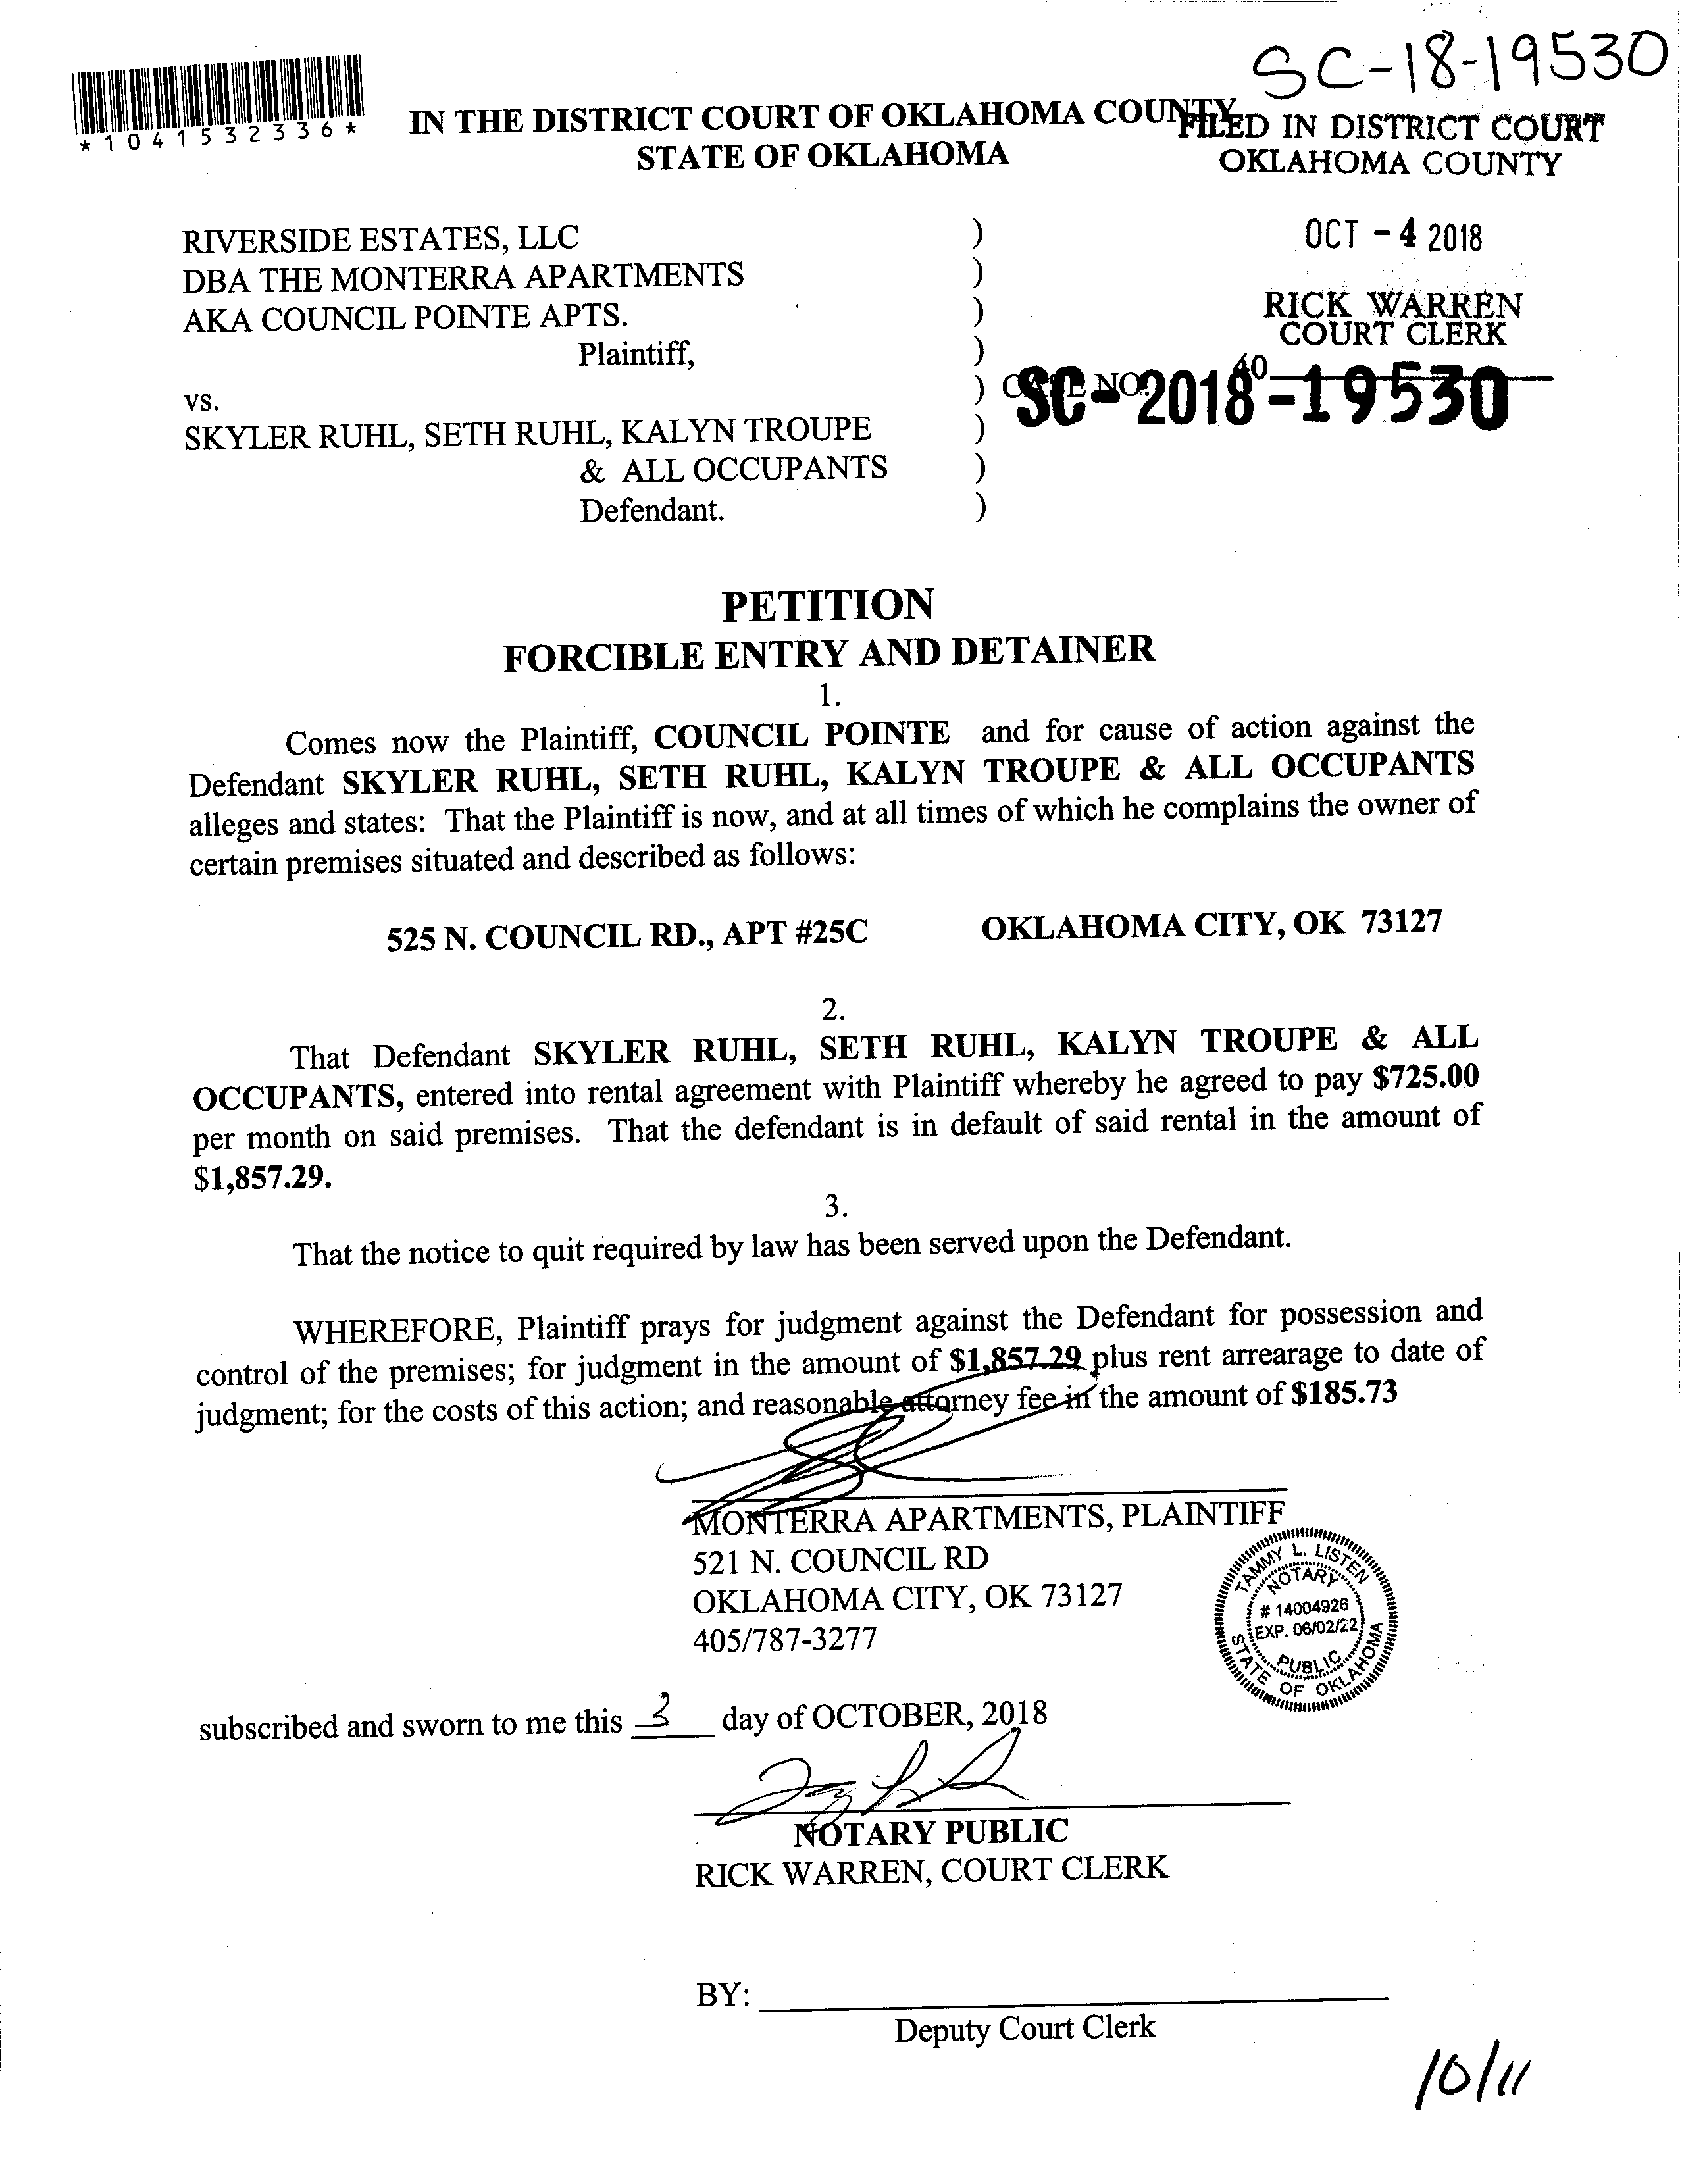 SC-18-19530
*1041532336*
IN THE DISTRICT COURT OF OKLAHOMA COUNTY
STATE OF OKLAHOMA
FILED IN DISTRICT COURT
OKLAHOMA COUNTY
OCT -4 2018
RICK WARREN
COURT CLERK
40
RIVERSIDE ESTATES, LLC )
DBA THE MONTERRA APARTMENTS )
AKA COUNCIL POINTE APTS. )
Plaintiff, )
) CASE NO.
SC-2018-19530
vs.
SKYLER RUHL, SETH RUHL, KALYN TROUPE )
& ALL OCCUPANTS )
Defendant. )
PETITION
FORCIBLE ENTRY AND DETAINER
1.
Comes now the Plaintiff, COUNCIL POINTE and for cause of action against the
Defendant SKYLER RUHL, SETH RUHL, KALYN TROUPE & ALL OCCUPANTS
alleges and states: That the Plaintiff is now, and at all times of which he complains the owner of
certain premises situated and described as follows:
525 N. COUNCIL RD., APT #25C OKLAHOMA CITY, OK 73127
2.
That Defendant SKYLER RUHL, SETH RUHL, KALYN TROUPE & ALL
OCCUPANTS, entered into rental agreement with Plaintiff whereby he agreed to pay $725.00
per month on said premises. That the defendant is in default of said rental in the amount of
$1,857.29.
3.
That the notice to quit required by law has been served upon the Defendant.
WHEREFORE, Plaintiff prays for judgment against the Defendant for possession and
control of the premises; for judgment in the amount of $1,857.29 plus rent arrearage to date of
judgment; for the costs of this action; and reasonable attorney fee in the amount of $185.73
MONTERRA APARTMENTS, PLAINTIFF
521 N. COUNCIL RD
OKLAHOMA CITY, OK 73127
405/787-3277
TAMMY L. LISTEN
NOTARY
# 14004926
EXP. 06/02/22
PUBLIC
STATE OF OKLAHOMA
subscribed and sworn to me this 3 day of OCTOBER, 2018
NOTARY PUBLIC
RICK WARREN, COURT CLERK
BY:
Deputy Court Clerk
10/11